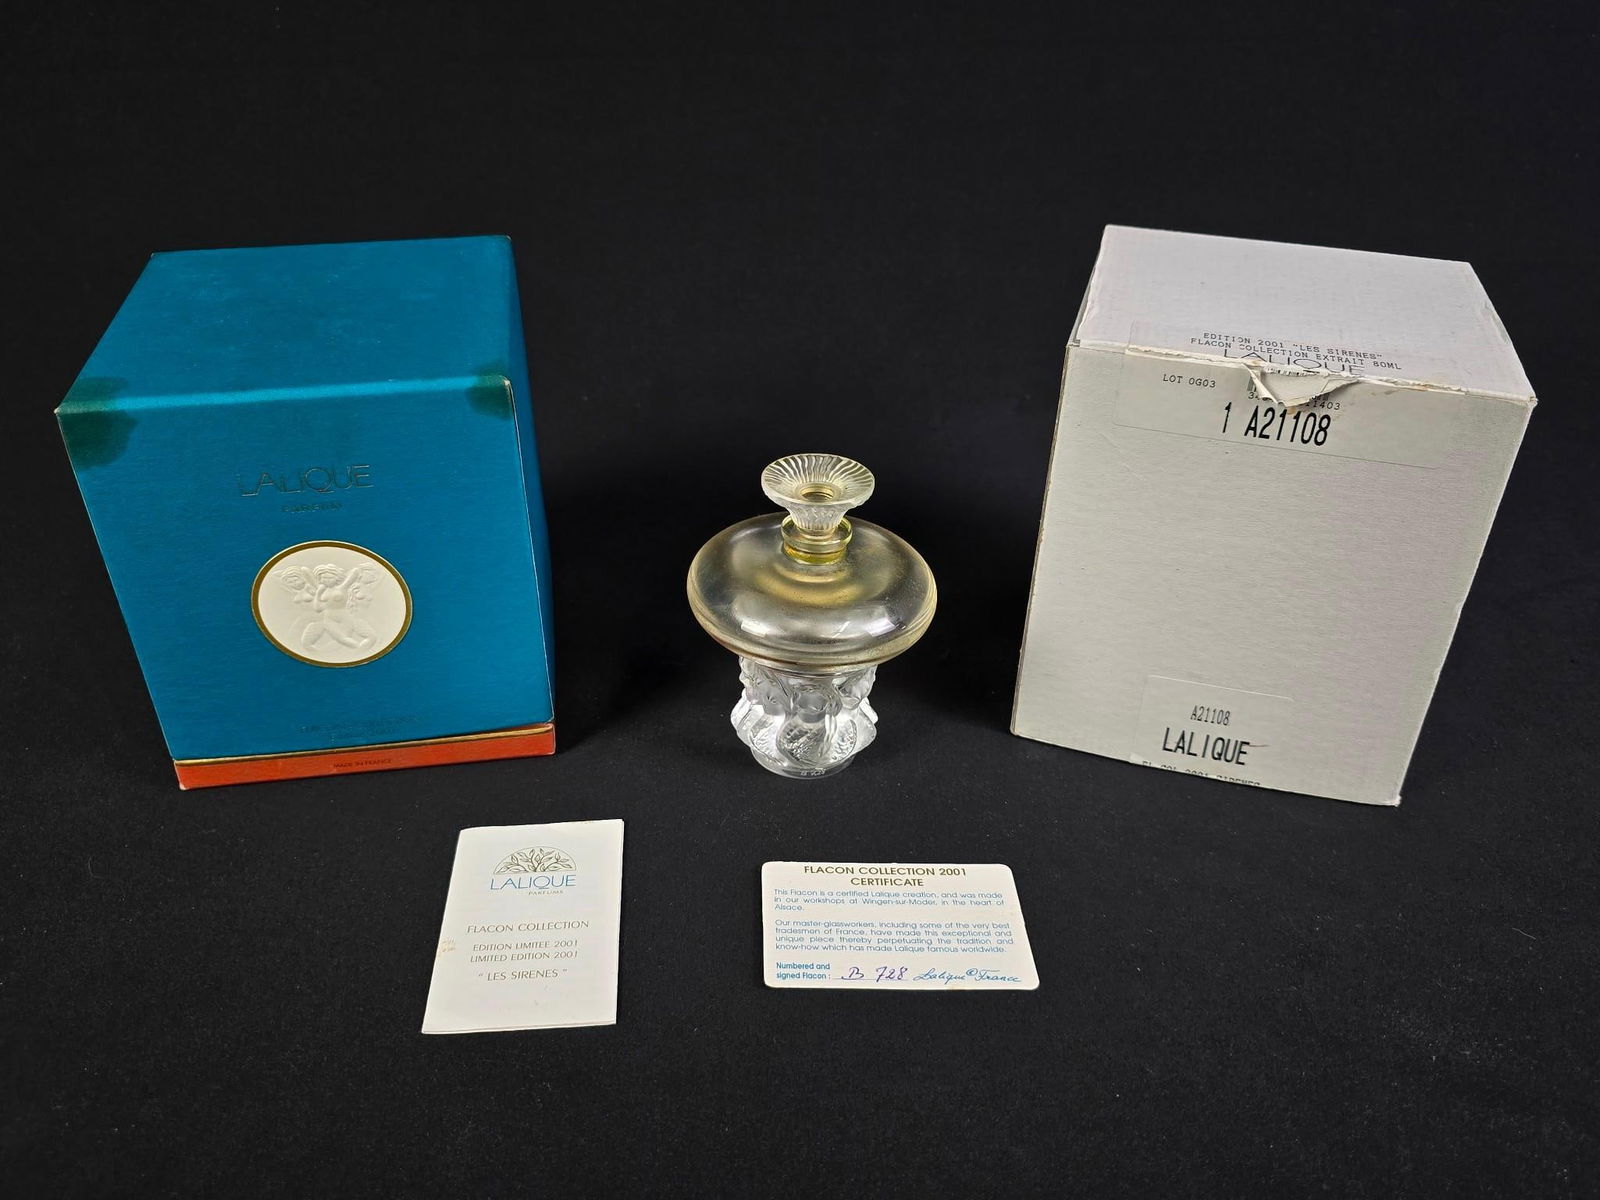 LALIQUE
PARFUMS
MADE IN FRANCE
EDITION 2001 "LES SIRENES"
FLACON COLLECTION EXTRAIT 80ML
LALIQUE
LOT 0G03
1 A21108
A21108
LALIQUE
LALIQUE
PARFUMS
FLACON COLLECTION
EDITION LIMITEE 2001
LIMITED EDITION 2001
" LES SIRENES "
FLACON COLLECTION 2001
CERTIFICATE
This Flacon is a certified Lalique creation, and was made
in our workshops at Wingen-sur-Moder, in the heart of
Alsace.
Our master-glassworkers, including some of the very best
tradesmen of France, have made this exceptional and
unique piece thereby perpetuating the tradition and
know-how which has made Lalique famous worldwide.
Numbered and
signed Flacon : B 728 Lalique © France